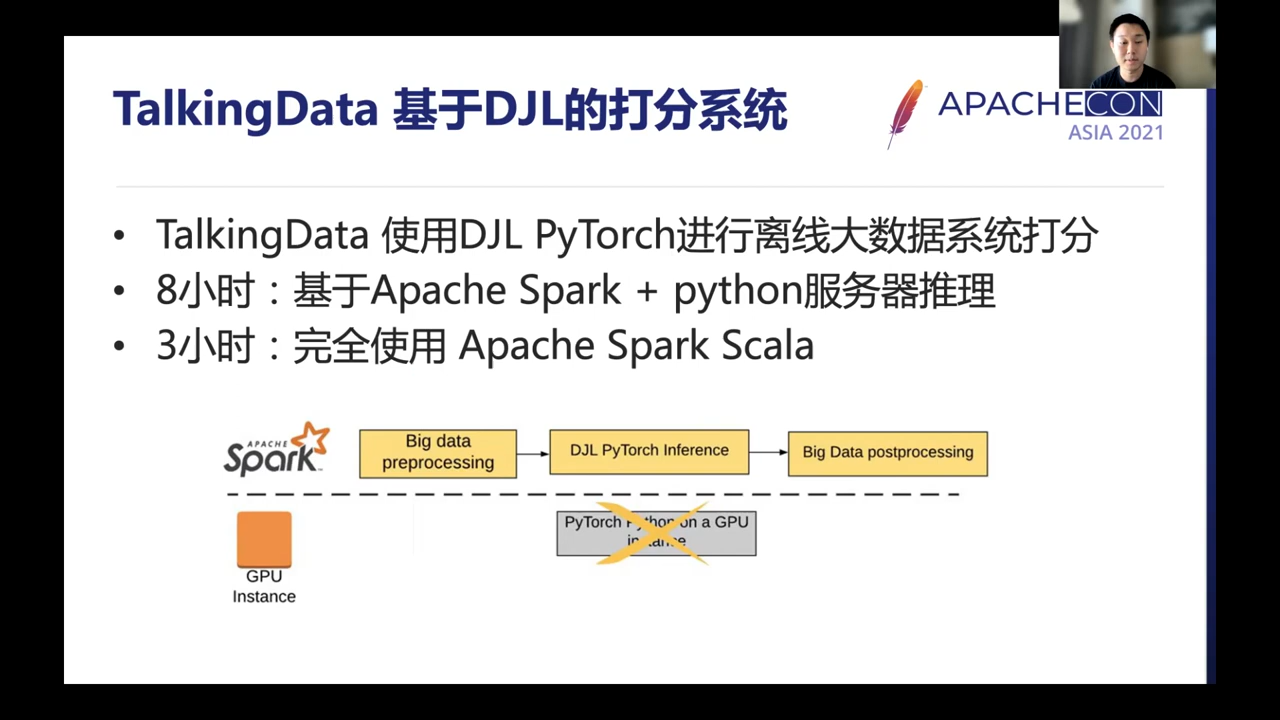 TalkingData 基于DJL的打分系统
APACHECON
ASIA 2021
• TalkingData 使用DJL PyTorch进行离线大数据系统打分
• 8小时：基于Apache Spark + python服务器推理
• 3小时：完全使用 Apache Spark Scala
APACHE
Spark
Big data
preprocessing
DJL PyTorch Inference
Big Data postprocessing
PyTorch Python on a GPU
instance
GPU
Instance